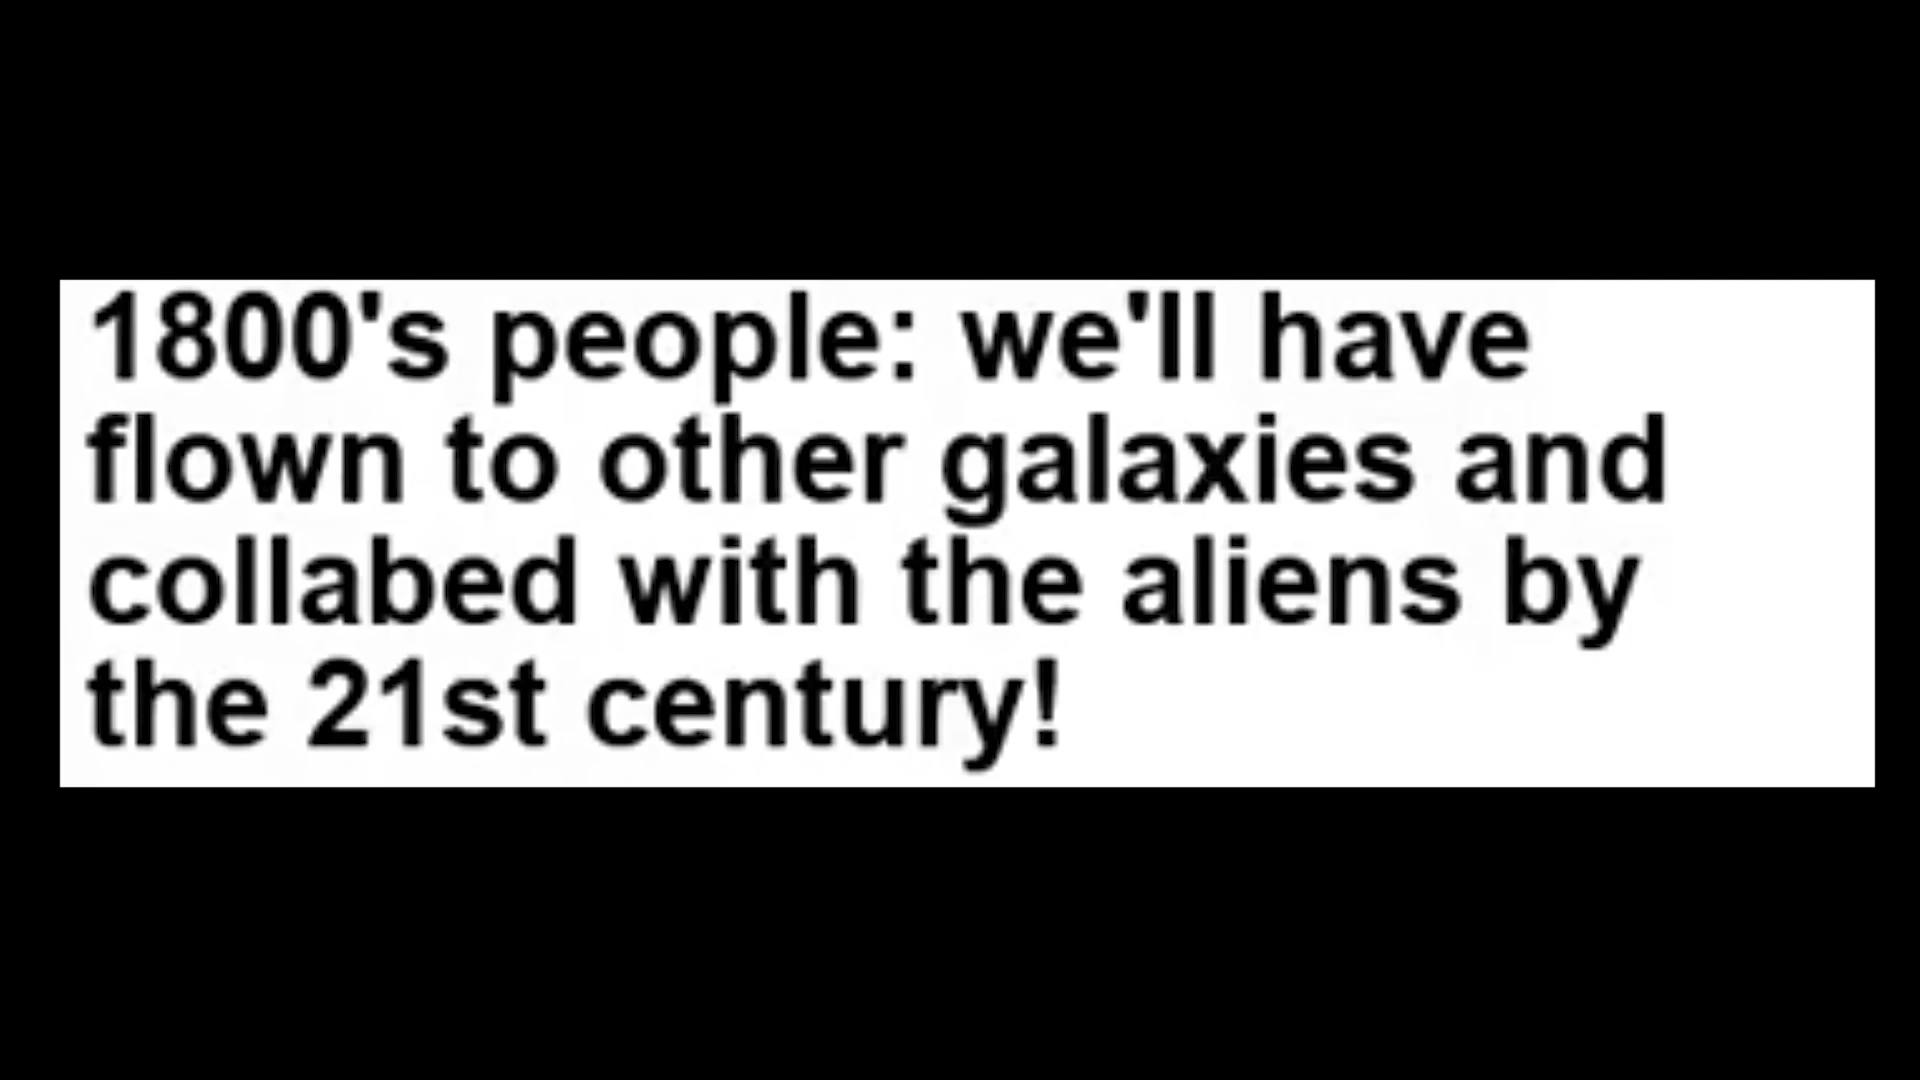 1800's people: we'll have
flown to other galaxies and
collabed with the aliens by
the 21st century!